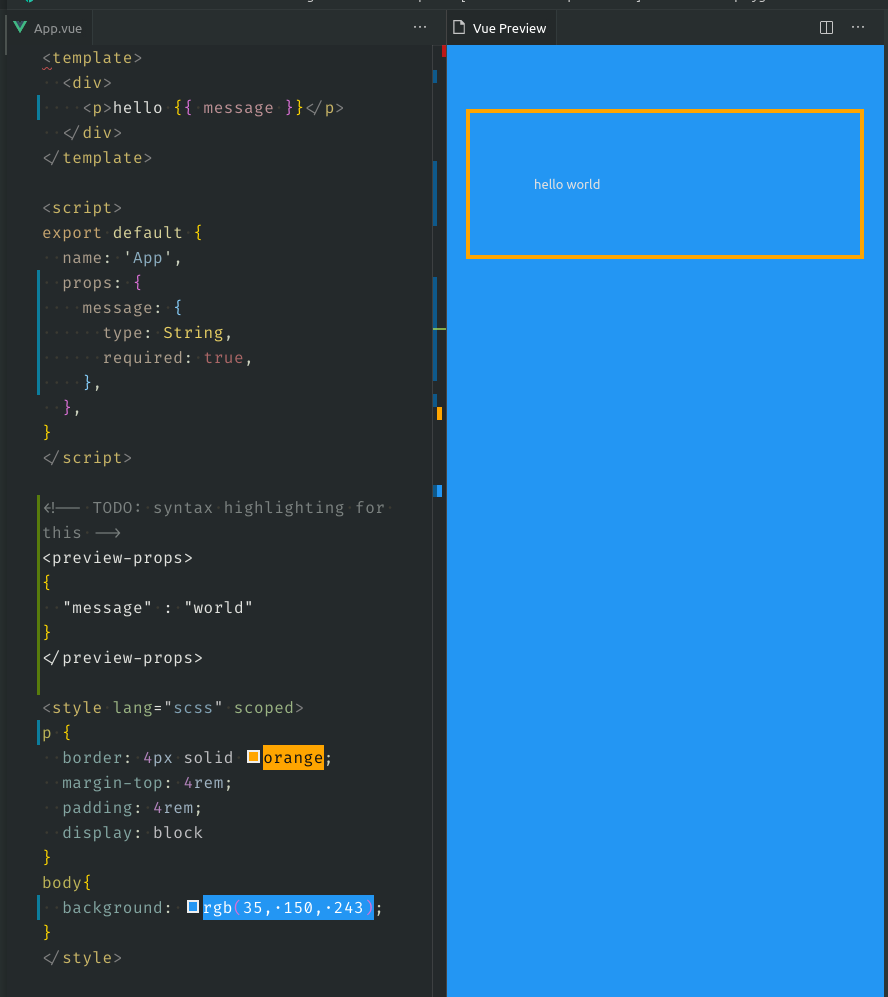 App.vue
Vue Preview
<template>
<div>
<p>hello {{ message }}</p>
</div>
</template>
<script>
export default {
name: 'App',
props: {
message: {
type: String,
required: true,
},
},
}
</script>
<!-- TODO: syntax highlighting for
this -->
<preview-props>
{
"message" : "world"
}
</preview-props>
<style lang="scss" scoped>
p {
border: 4px solid orange;
margin-top: 4rem;
padding: 4rem;
display: block
}
body{
background: rgb(35, 150, 243);
}
</style>
hello world